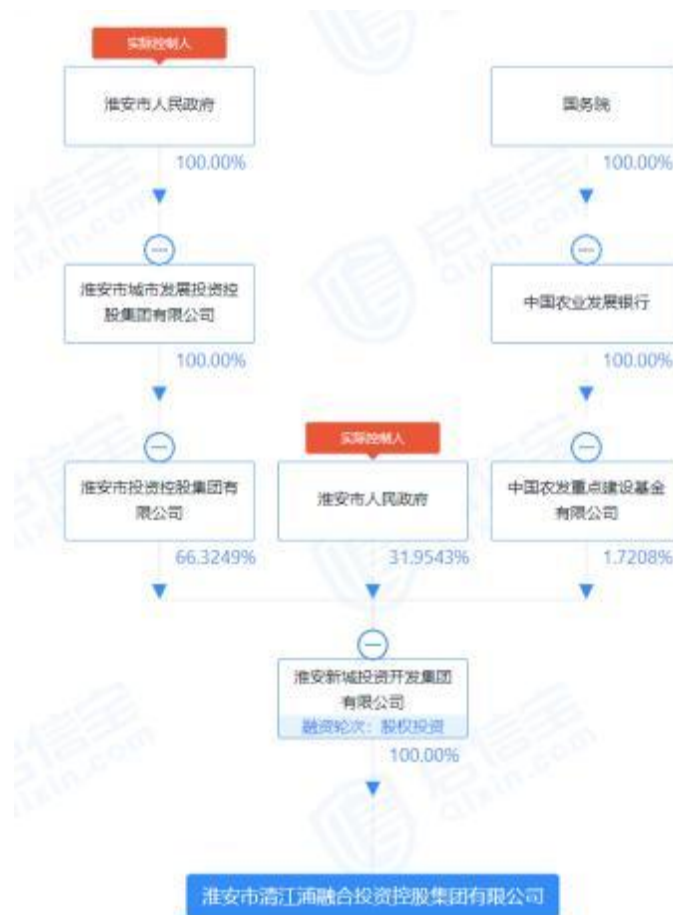 实际控制人
淮安市人民政府
国务院
100.00%
100.00%
淮安市城市发展投资控
股集团有限公司
中国农业发展银行
100.00%
100.00%
实际控制人
淮安市投资控股集团有
限公司
淮安市人民政府
中国农发重点建设基金
有限公司
66.3249%
31.9543%
1.7208%
淮安新城投资开发集团
有限公司
融资轮次：股权投资
100.00%
淮安市清江浦融合投资控股集团有限公司
启信宝
qixin.com